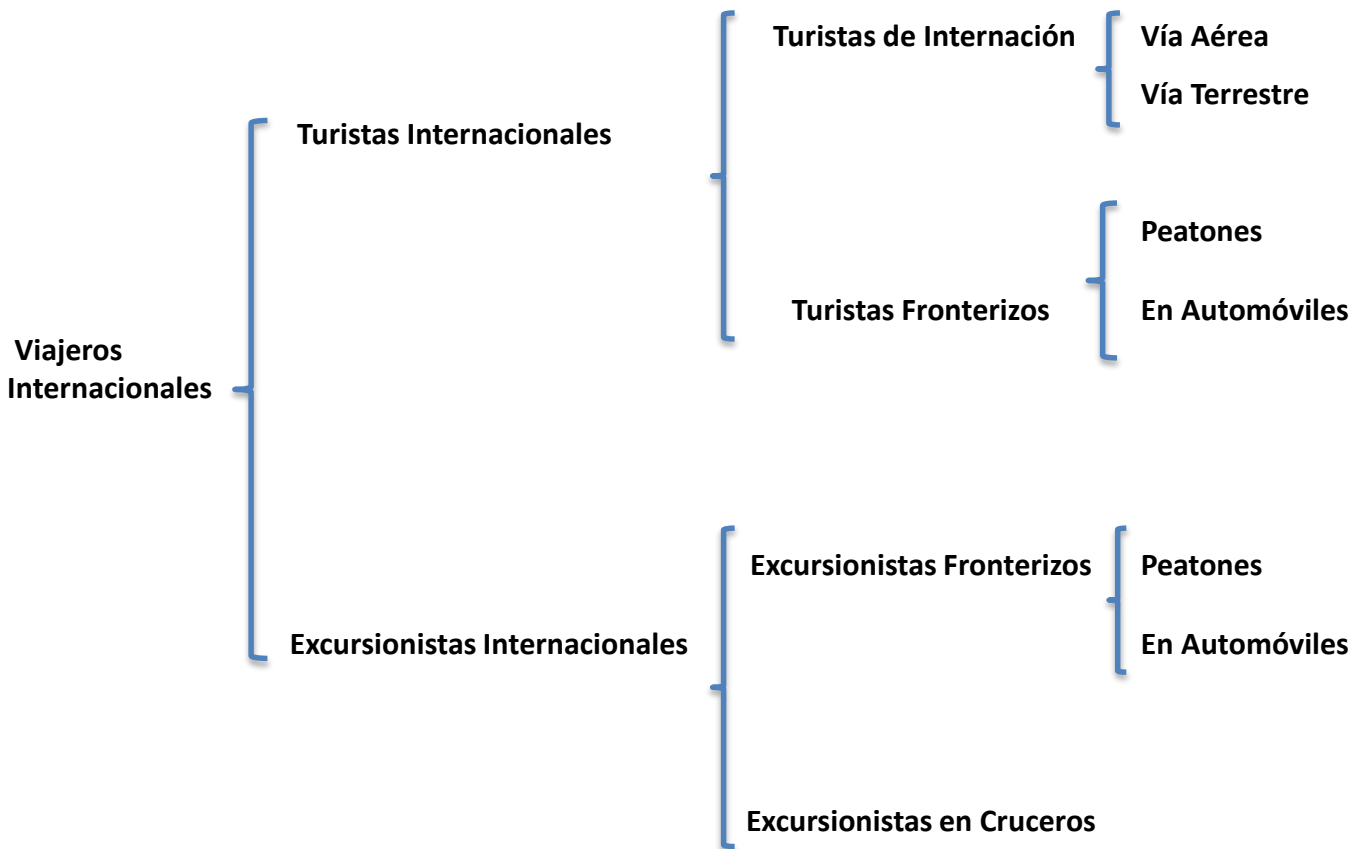 Turistas de Internación
Vía Aérea
Vía Terrestre
Turistas Internacionales
Peatones
Turistas Fronterizos
En Automóviles
Viajeros
Internacionales
Excursionistas Fronterizos
Peatones
Excursionistas Internacionales
En Automóviles
Excursionistas en Cruceros